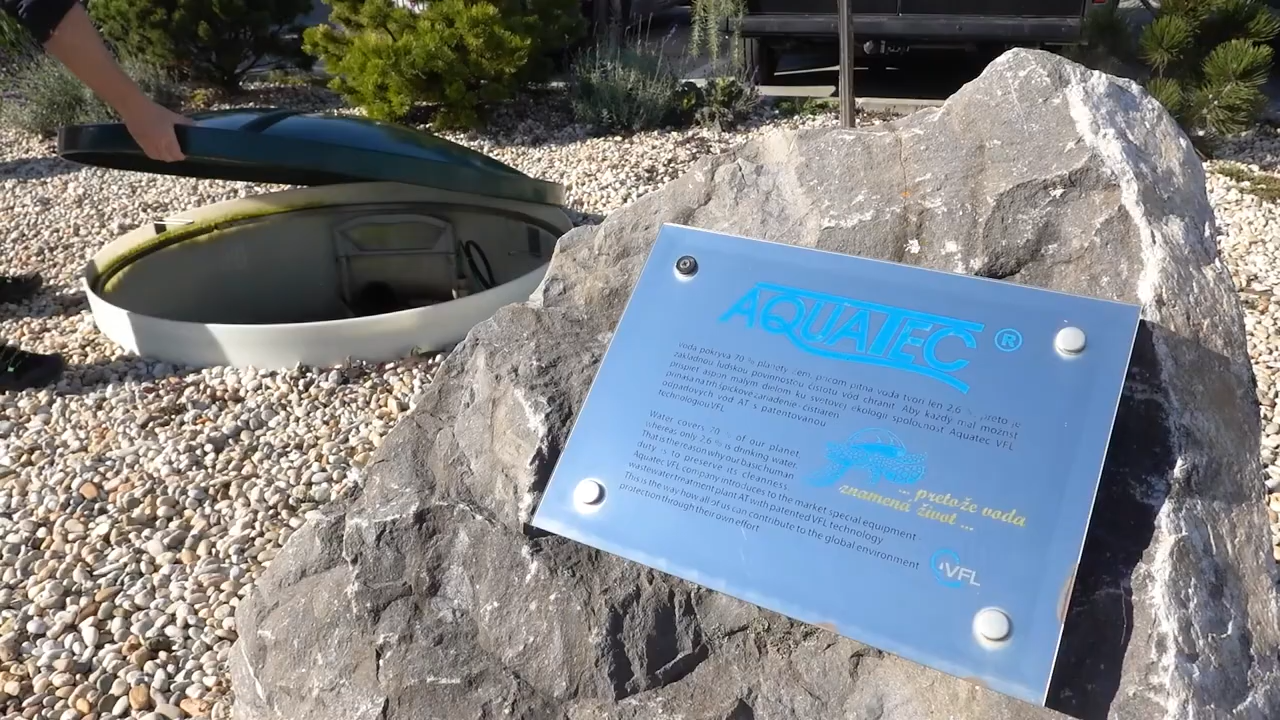 AQUATEC ®
voda pokrýva 70 % planéty Zem, pričom pitná voda tvorí len 2,6 %, preto je
základnou ľudskou povinnosťou čistotu vôd chrániť. Aby každý mal možnosť
prispieť aspoň malým dielom ku svetovej ekológii spoločnosť Aquatec VFL
prináša na trh špičkové zariadenie - čistiareň
odpadových vôd AT s patentovanou
technológiou VFL
Water covers 70 % of our planet
whereas only 2,6 % is drinking water.
That is the reason why our basic human
duty is to preserve its cleanness.
Aquatec VFL company introduces to the market special equipment -
wastewater treatment plant AT with patented VFL technology
This is the way how all of us can contribute to the global environment
protection through their own effort
... pretože voda
znamená život ...
VFL